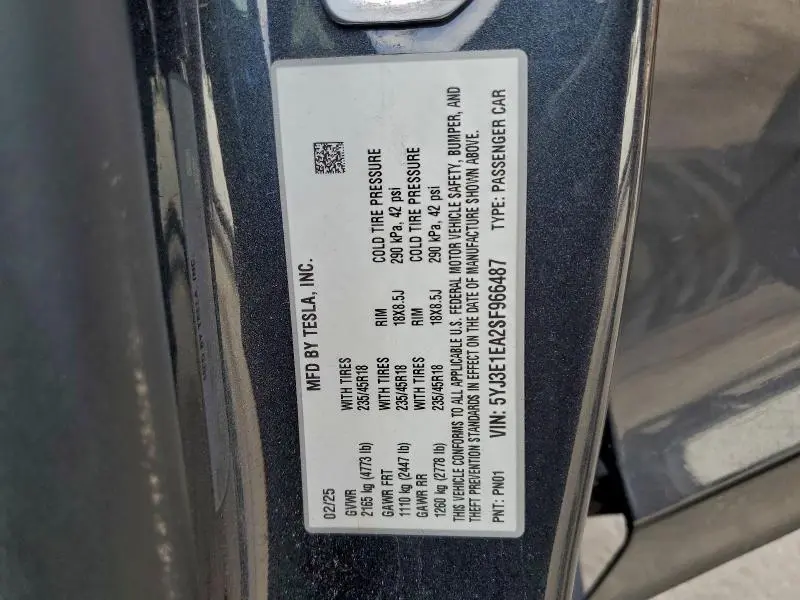 MFD BY TESLA, INC.
02/25
GVWR WITH TIRES
2165 kg (4773 lb) 235/45R18
GAWR FRT WITH TIRES RIM COLD TIRE PRESSURE
1110 kg (2447 lb) 235/45R18 18X8.5J 290 kPa, 42 psi
GAWR RR WITH TIRES RIM COLD TIRE PRESSURE
1260 kg (2778 lb) 235/45R18 18X8.5J 290 kPa, 42 psi
THIS VEHICLE CONFORMS TO ALL APPLICABLE U.S. FEDERAL MOTOR VEHICLE SAFETY, BUMPER, AND
THEFT PREVENTION STANDARDS IN EFFECT ON THE DATE OF MANUFACTURE SHOWN ABOVE.
PNT: PN01 VIN: 5YJ3E1EA2SF966487 TYPE: PASSENGER CAR